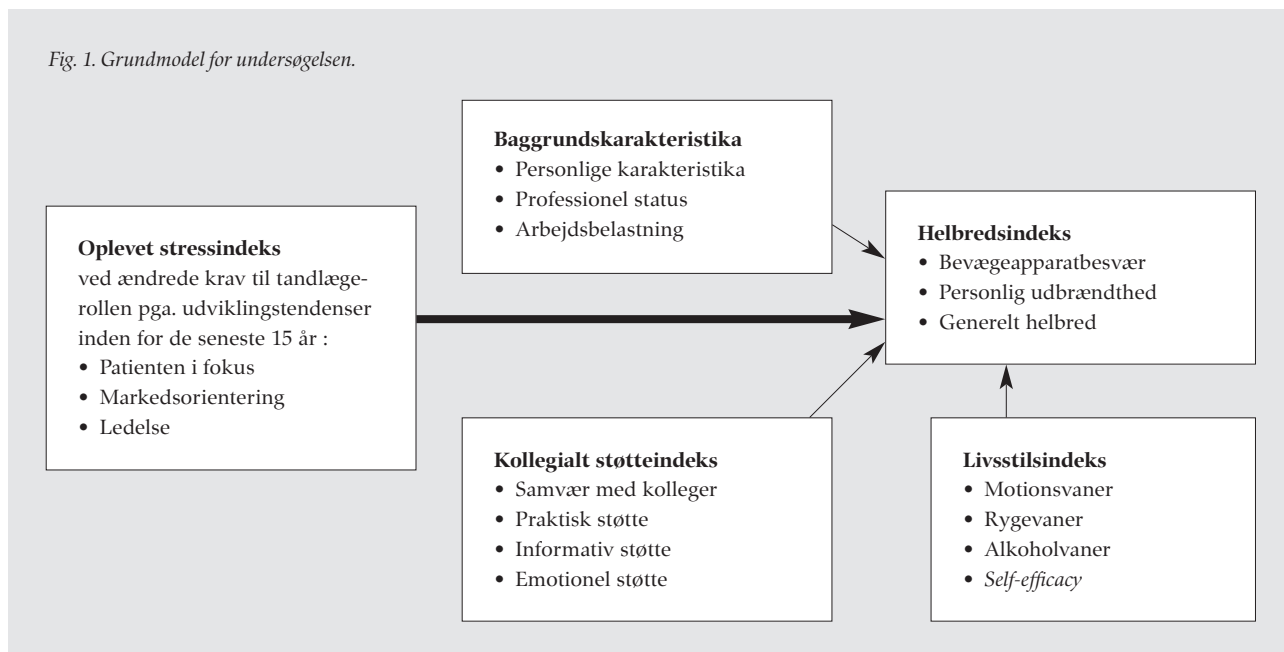 Fig. 1. Grundmodel for undersøgelsen.
Baggrundskarakteristika
• Personlige karakteristika
• Professionel status
• Arbejdsbelastning
Oplevet stressindeks
ved ændrede krav til tandlæge-
rollen pga. udviklingstendenser
inden for de seneste 15 år :
• Patienten i fokus
• Markedsorientering
• Ledelse
Helbredsindeks
• Bevægeapparatbesvær
• Personlig udbrændthed
• Generelt helbred
Kollegialt støtteindeks
• Samvær med kolleger
• Praktisk støtte
• Informativ støtte
• Emotionel støtte
Livsstilsindeks
• Motionsvaner
• Rygevaner
• Alkoholvaner
• Self-efficacy